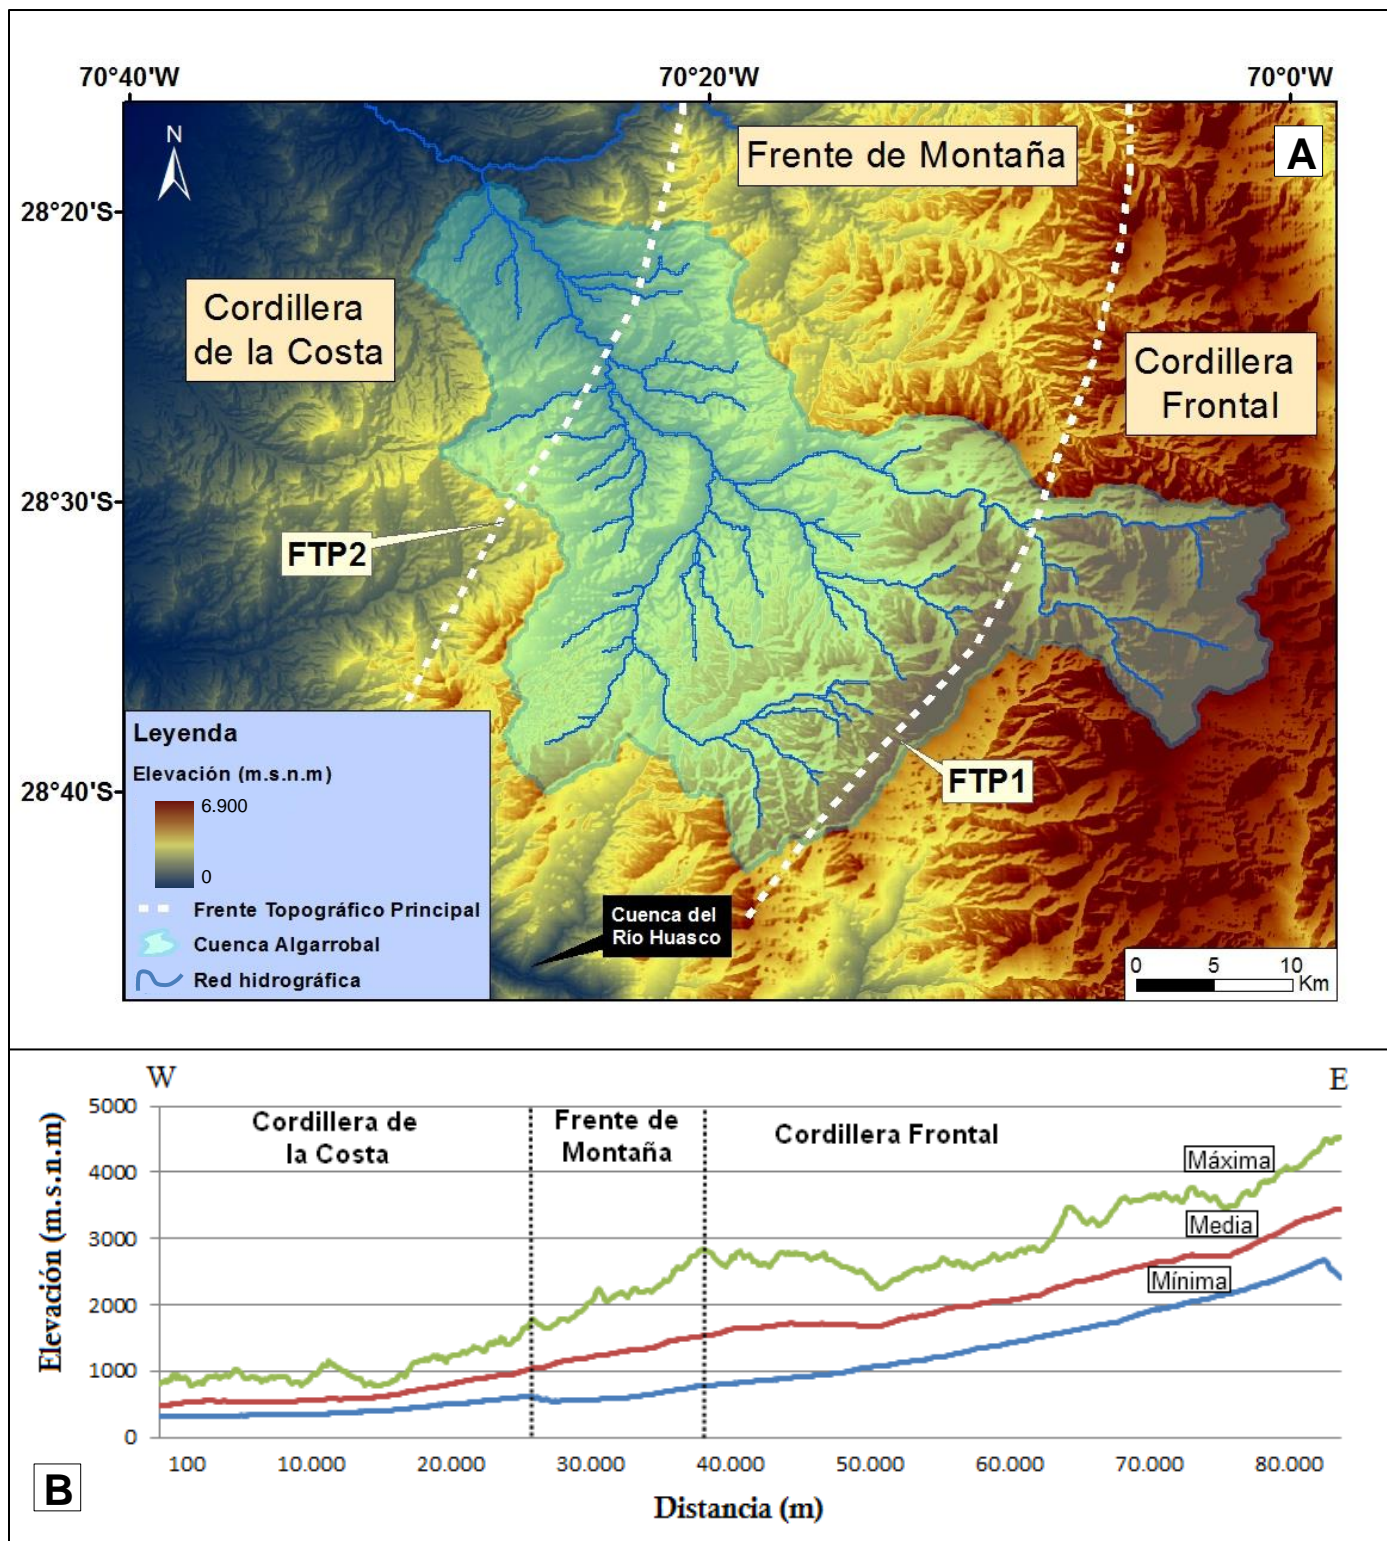 70°40'W
70°20'W
70°0'W
N
Frente de Montaña
A
28°20'S
Cordillera
de la Costa
Cordillera
Frontal
28°30'S
FTP2
FTP1
28°40'S
Leyenda
Elevación (m.s.n.m)
6.900
0
Frente Topográfico Principal
Cuenca Algarrobal
Red hidrográfica
Cuenca del
Río Huasco
0 5 10
Km
W
E
5000
4000
3000
2000
1000
0
Elevación (m.s.n.m)
Cordillera de
la Costa
Frente de
Montaña
Cordillera Frontal
Máxima
Media
Mínima
100 10.000 20.000 30.000 40.000 50.000 60.000 70.000 80.000
Distancia (m)
B